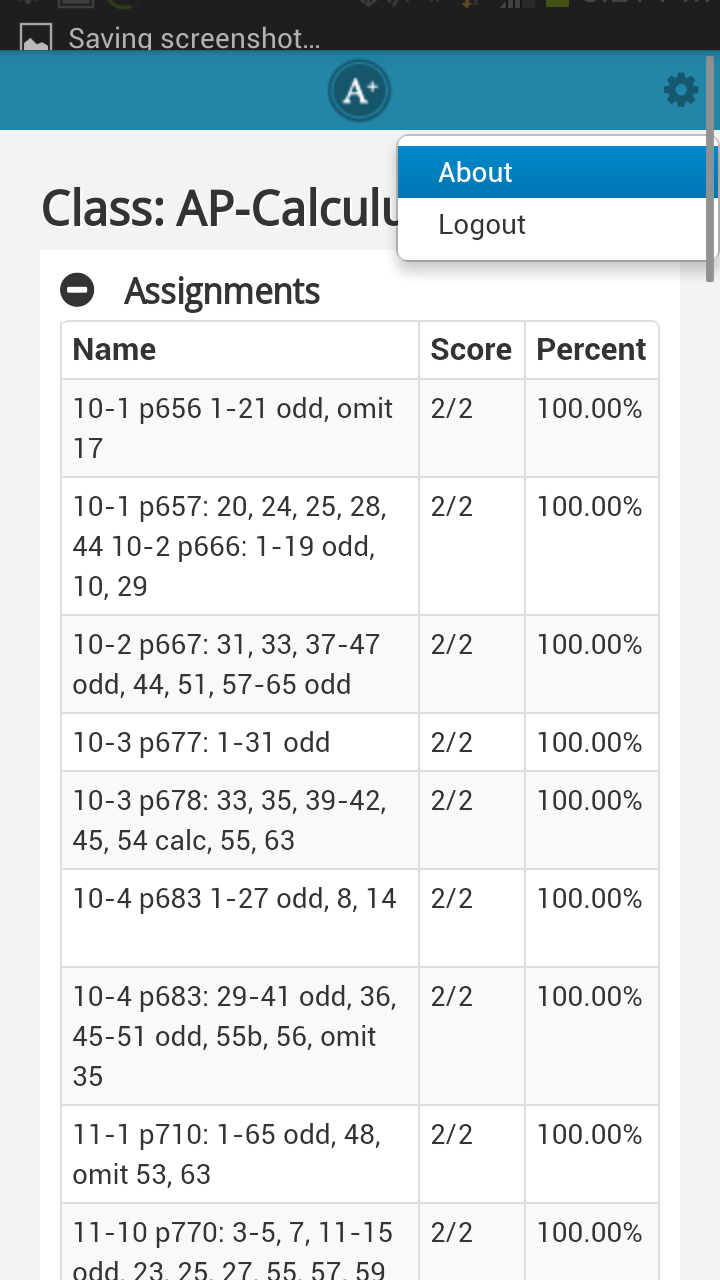 Saving screenshot...
A+
About
Logout
Class: AP-Calculu
Assignments
Name Score Percent
10-1 p656 1-21 odd, omit 2/2 100.00%
17
10-1 p657: 20, 24, 25, 28, 2/2 100.00%
44 10-2 p666: 1-19 odd,
10, 29
10-2 p667: 31, 33, 37-47 2/2 100.00%
odd, 44, 51, 57-65 odd
10-3 p677: 1-31 odd 2/2 100.00%
10-3 p678: 33, 35, 39-42, 2/2 100.00%
45, 54 calc, 55, 63
10-4 p683 1-27 odd, 8, 14 2/2 100.00%
10-4 p683: 29-41 odd, 36, 2/2 100.00%
45-51 odd, 55b, 56, omit
35
11-1 p710: 1-65 odd, 48, 2/2 100.00%
omit 53, 63
11-10 p770: 3-5, 7, 11-15 2/2 100.00%
odd, 23, 25, 27, 55, 57, 59